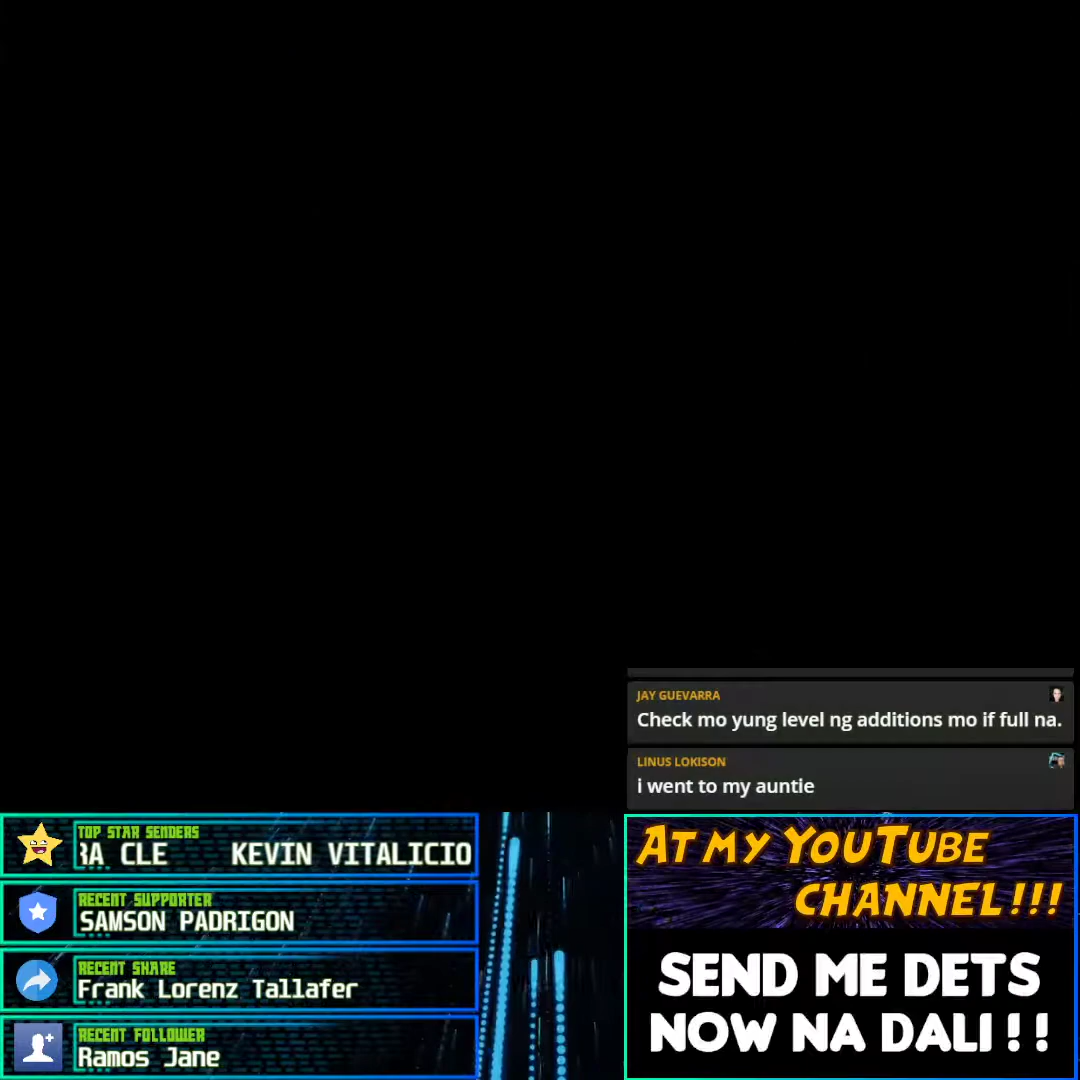 JAY GUEVARRA
Check mo yung level ng additions mo if full na.
LINUS LOKISON
i went to my auntie
TOP STAR SENDERS
RA CLE KEVIN VITALICIO
RECENT SUPPORTER
SAMSON PADRIGON
RECENT SHARE
Frank Lorenz Tallafer
RECENT FOLLOWER
Ramos Jane
AT MY YOUTUBE
CHANNEL!!!
SEND ME DETS
NOW NA DALI!!